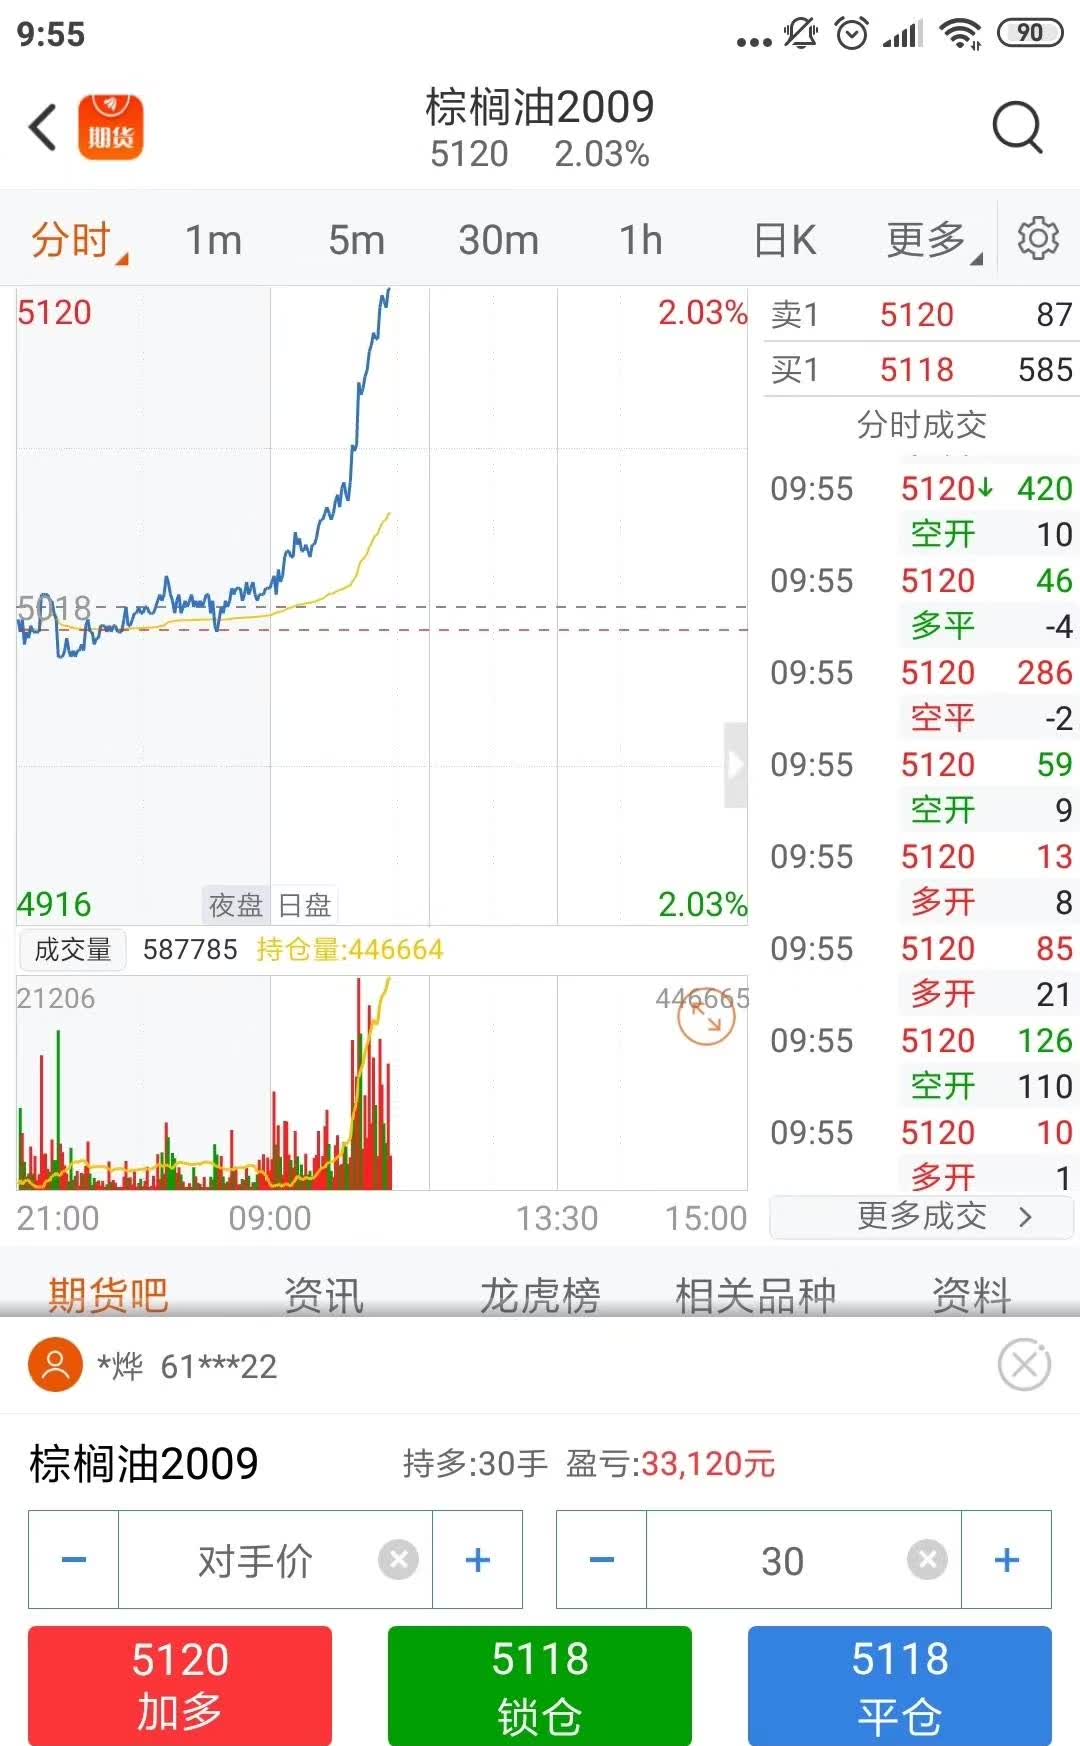 9:55
90
期货
棕榈油2009
5120 2.03%
分时 1m 5m 30m 1h 日K 更多
5120 2.03%
5018
4916 夜盘 日盘 2.03%
成交量 587785 持仓量:446664
21206 446665
21:00 09:00 13:30 15:00
卖1 5120 87
买1 5118 585
分时成交
09:55 5120↓ 420
空开 10
09:55 5120 46
多平 -4
09:55 5120 286
空平 -2
09:55 5120 59
空开 9
09:55 5120 13
多开 8
09:55 5120 85
多开 21
09:55 5120 126
空开 110
09:55 5120 10
多开 1
更多成交 >
期货吧 资讯 龙虎榜 相关品种 资料
*烨 61***22
棕榈油2009 持多:30手 盈亏:33,120元
− 对手价 + − 30 +
5120 5118 5118
加多 锁仓 平仓